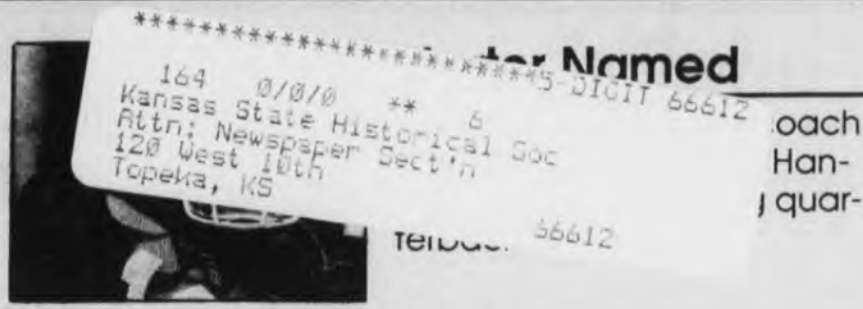 Named
************************5-DIGIT 66612
164 0/0/0 ** 6
Kansas State Historical Soc
Attn: Newspaper Sect'n
120 West 10th
Topeka, KS 66612
oach
Han-
quar-